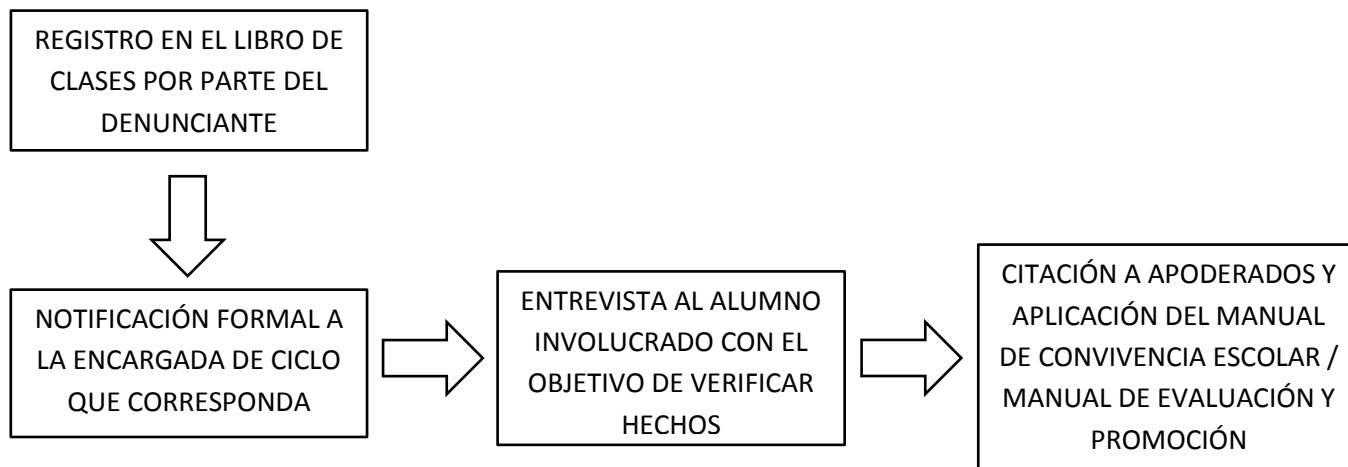 REGISTRO EN EL LIBRO DE
CLASES POR PARTE DEL
DENUNCIANTE
NOTIFICACIÓN FORMAL A
LA ENCARGADA DE CICLO
QUE CORRESPONDA
ENTREVISTA AL ALUMNO
INVOLUCRADO CON EL
OBJETIVO DE VERIFICAR
HECHOS
CITACIÓN A APODERADOS Y
APLICACIÓN DEL MANUAL
DE CONVIVENCIA ESCOLAR /
MANUAL DE EVALUACIÓN Y
PROMOCIÓN